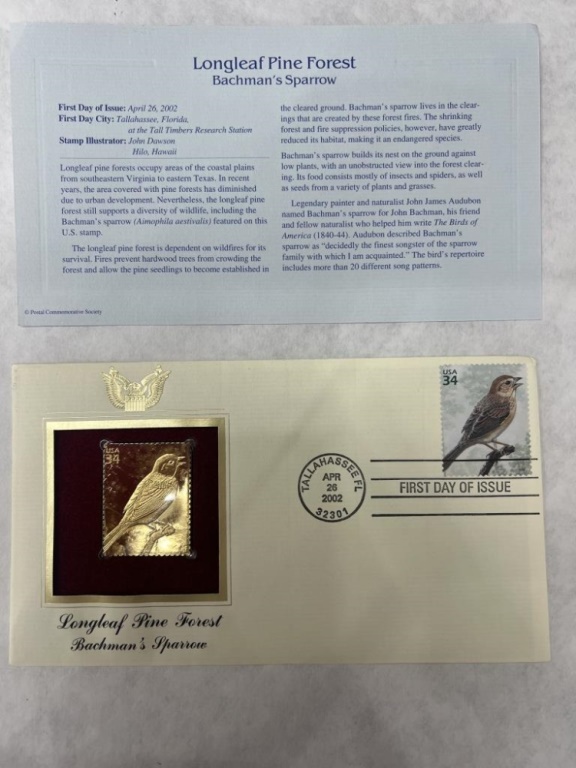 Longleaf Pine Forest
Bachman's Sparrow
First Day of Issue: April 26, 2002
First Day City: Tallahassee, Florida,
at the Tall Timbers Research Station
Stamp Illustrator: John Dawson
Hilo, Hawaii
Longleaf pine forests occupy areas of the coastal plains
from southeastern Virginia to eastern Texas. In recent
years, the area covered with pine forests has diminished
due to urban development. Nevertheless, the longleaf pine
forest still supports a diversity of wildlife, including the
Bachman's sparrow (Aimophila aestivalis) featured on this
U.S. stamp.
The longleaf forest is dependent on wildfires for its
survival. Fires prevent hardwood trees from crowding the
forest and allow the pine seedlings to become established in
the cleared ground. Bachman's sparrow lives in the clear-
ings that are created by these forest fires. The shrinking
forest and fire suppression policies, however, have greatly
reduced its habitat, making it an endangered species.
Bachman's sparrow builds its nest on the ground against
low plants, with an unobstructed view into the forest clear-
ing. Its food consists mostly of insects and spiders, as well
as seeds from a variety of plants and grasses.
Legendary painter and naturalist John James Audubon
named Bachman's sparrow for John Bachman, his friend
and fellow naturalist who helped him write The Birds of
America (1840-44). Audubon described Bachman's
sparrow as "decidedly the finest songster of the sparrow
family with which I am acquainted." The bird's repertoire
includes more than 20 different song patterns.
© Postal Commemorative Society
USA
34
USA
34
TALLAHASSEE FL
APR
26
2002
32301
FIRST DAY OF ISSUE
Longleaf Pine Forest
Bachman's Sparrow